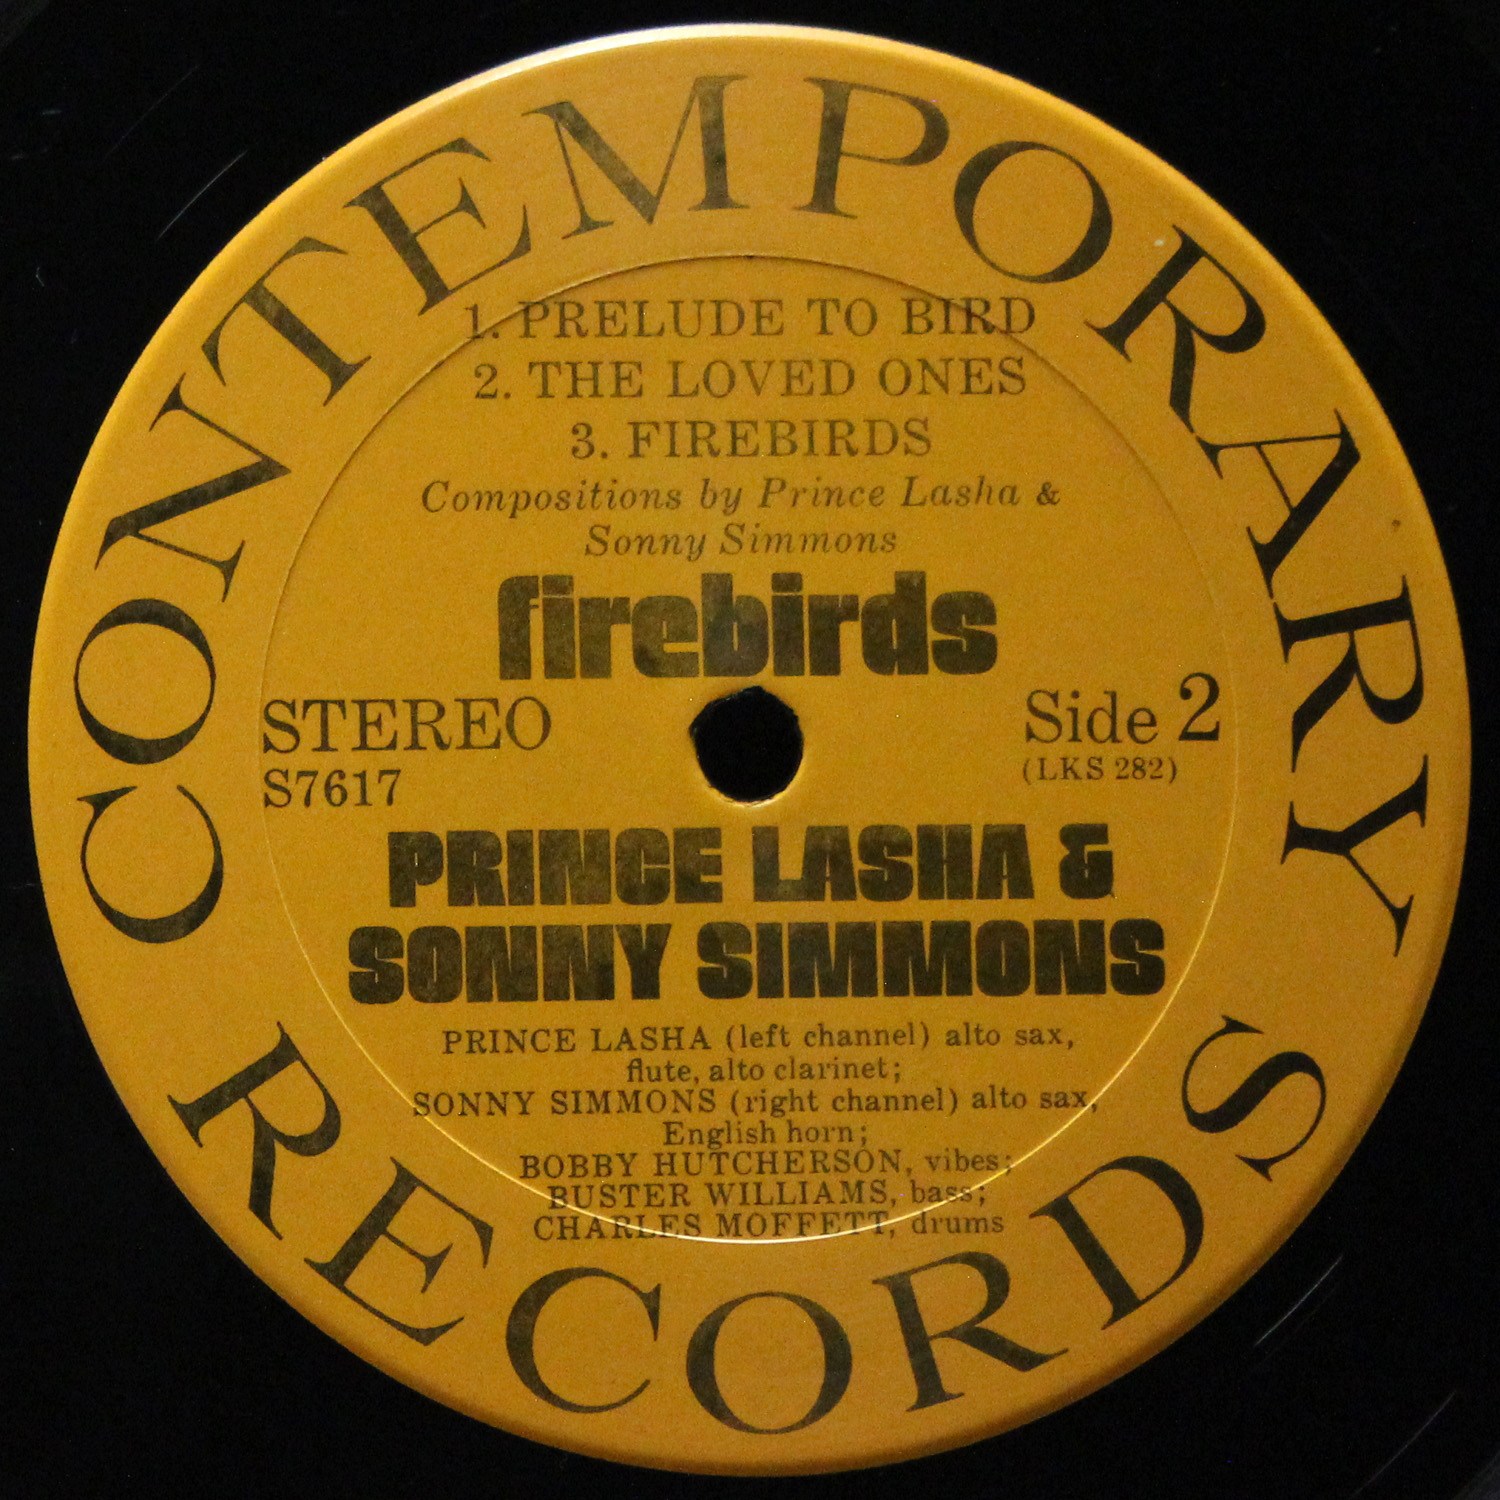 CONTEMPORARY
1. PRELUDE TO BIRD
2. THE LOVED ONES
3. FIREBIRDS
Compositions by Prince Lasha &
Sonny Simmons
firebirds
STEREO
S7617
Side 2
(LKS 282)
PRINCE LASHA &
SONNY SIMMONS
PRINCE LASHA (left channel) alto sax,
flute, alto clarinet;
SONNY SIMMONS (right channel) alto sax,
English horn;
BOBBY HUTCHERSON, vibes;
BUSTER WILLIAMS, bass;
CHARLES MOFFETT, drums
RECORDS